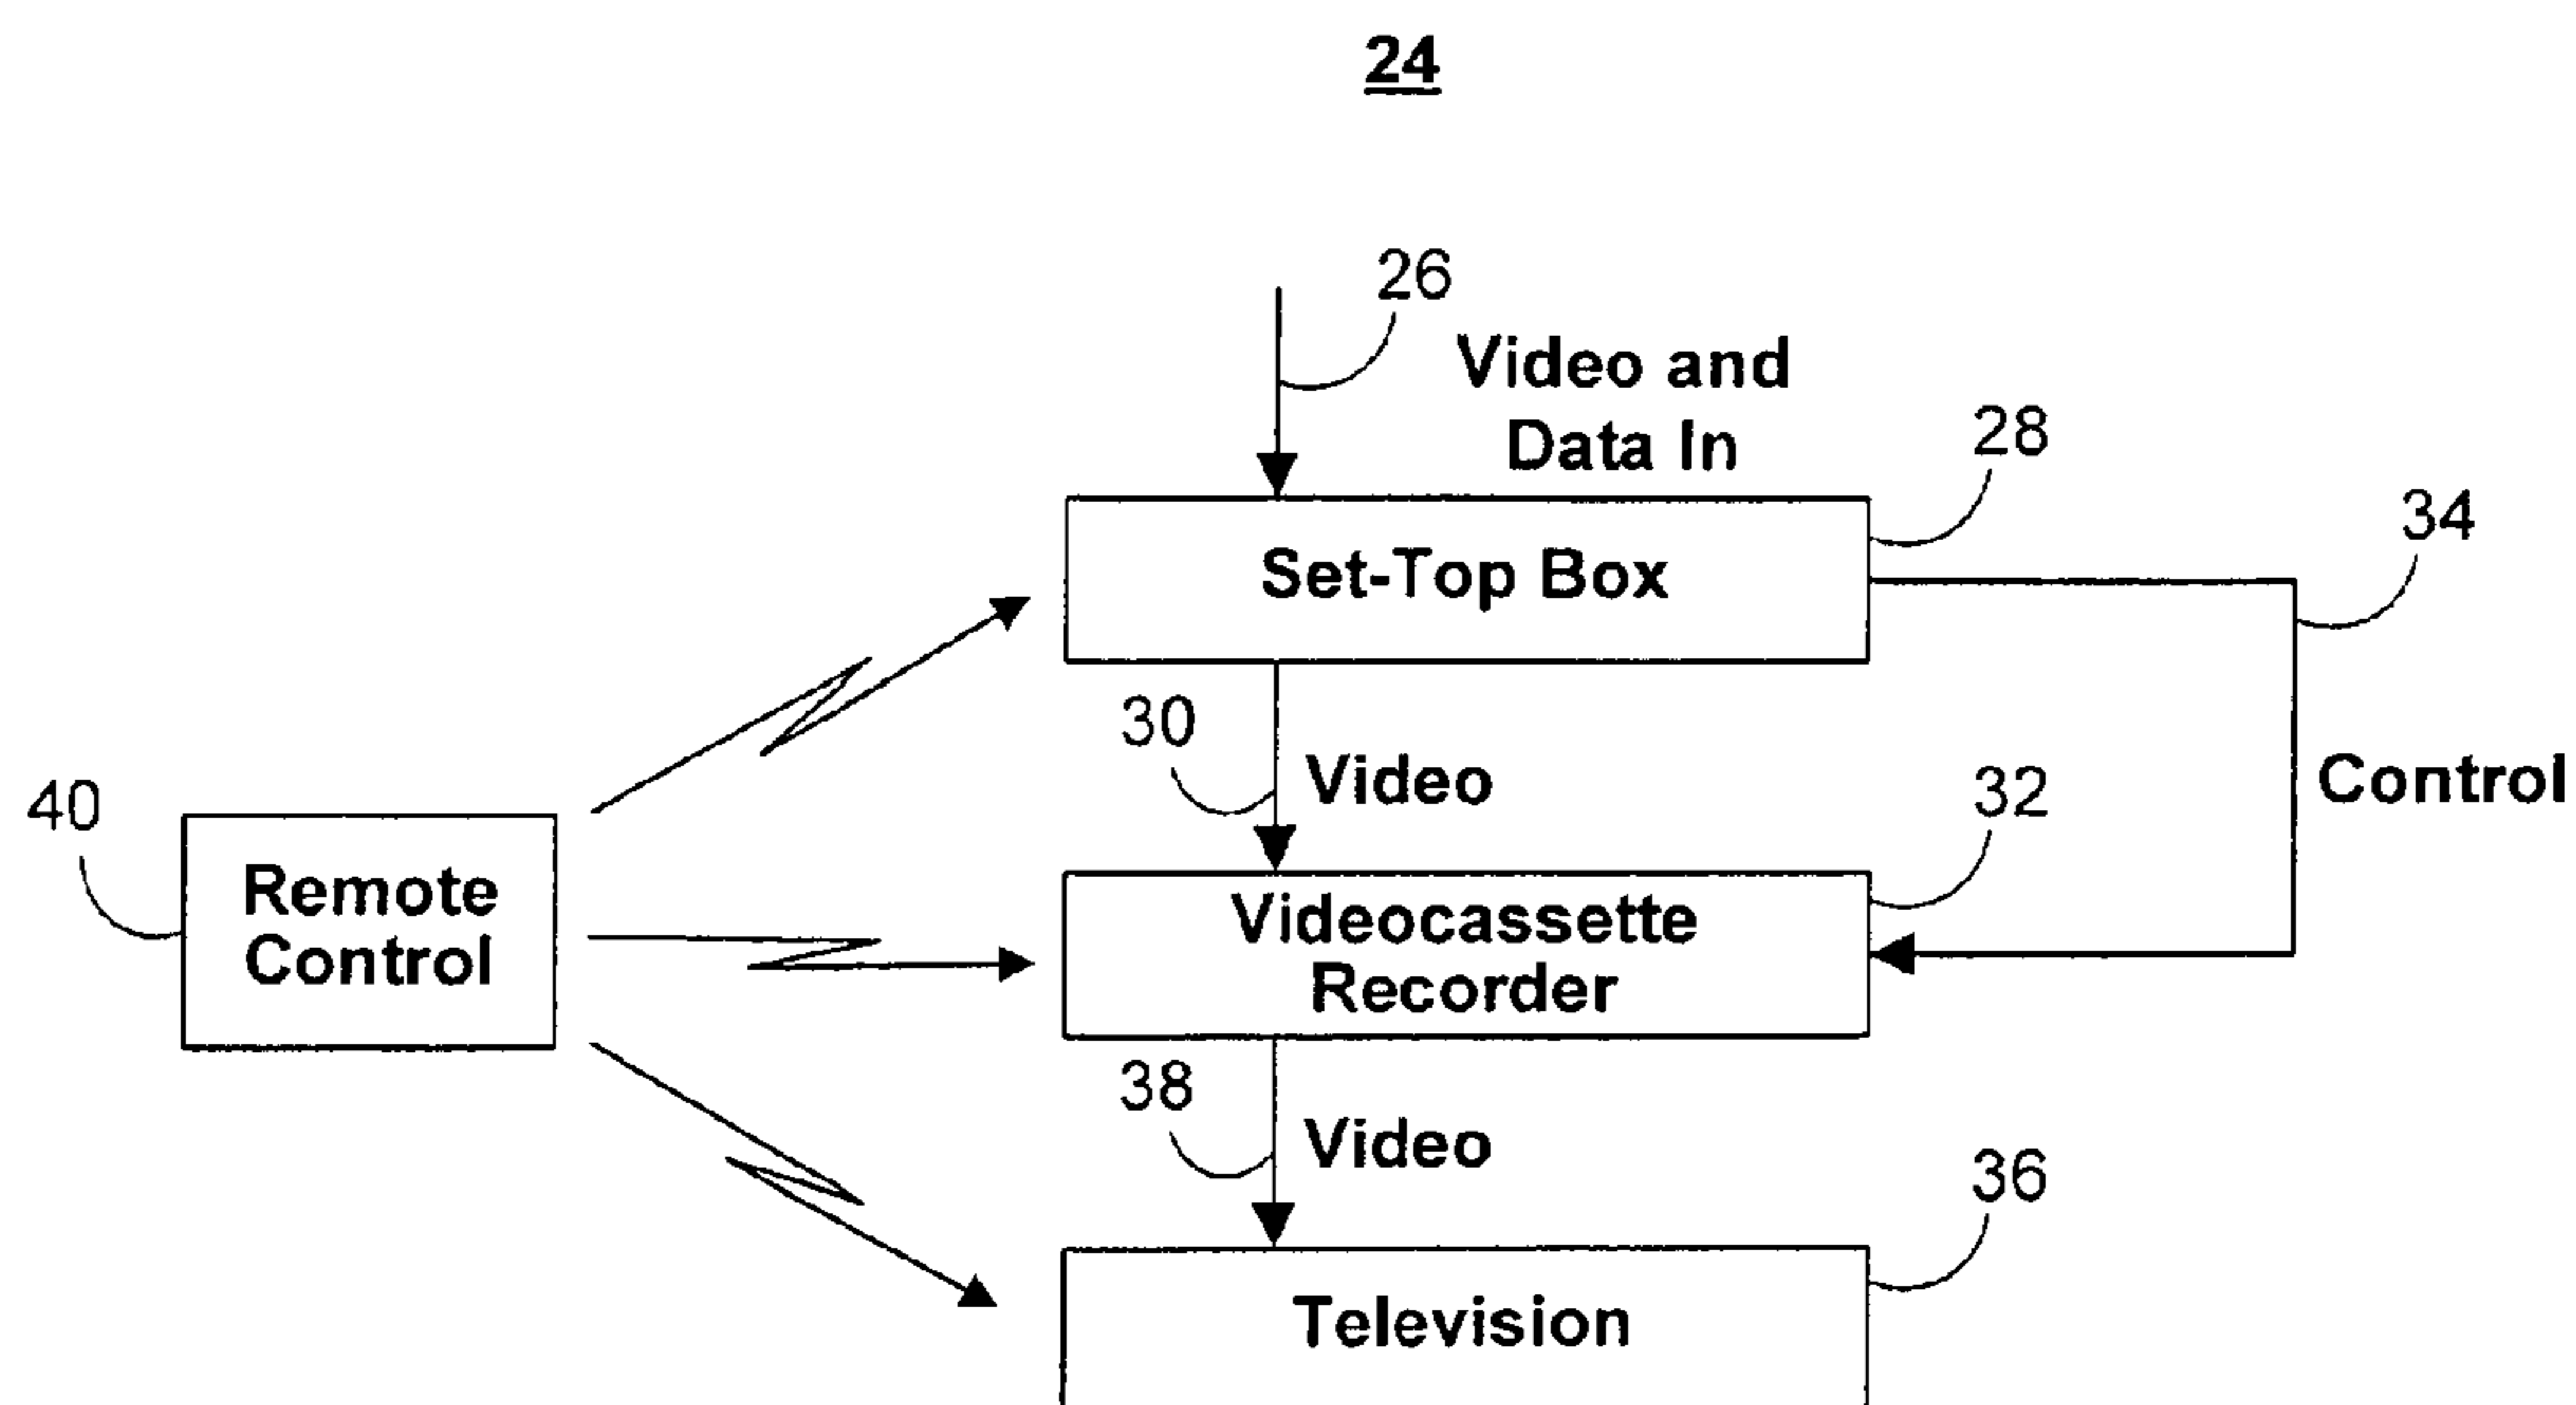 24
26
Video and
Data In
28
Set-Top Box
34
30
Video
Control
40
32
Remote
Control
Videocassette
Recorder
38
Video
36
Television